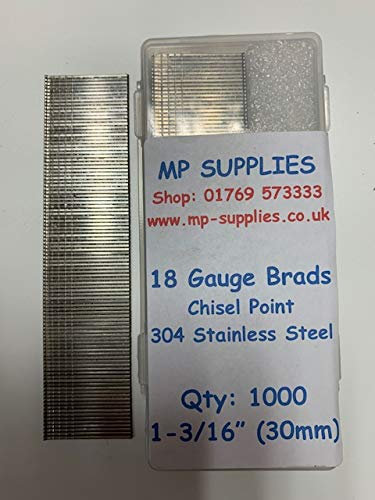 MP SUPPLIES
Shop: 01769 573333
www.mp-supplies.co.uk
18 Gauge Brads
Chisel Point
304 Stainless Steel
Qty: 1000
1-3/16” (30mm)